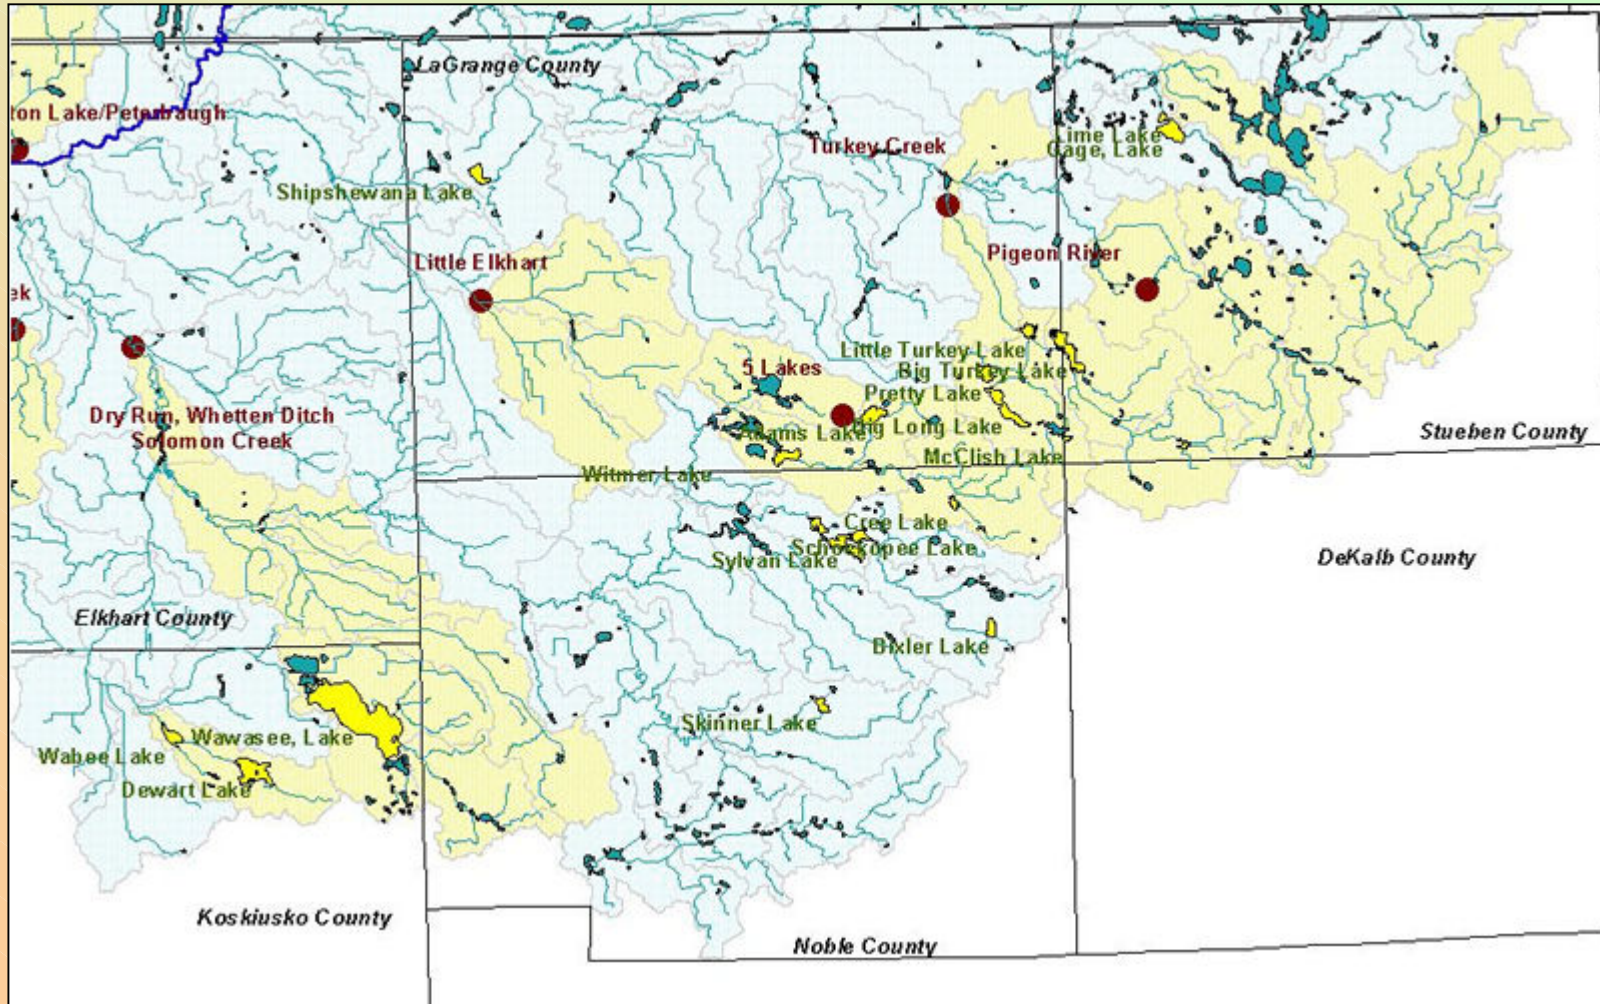 LaGrange County
ton Lake/Peterbaugh
Turkey Creek
Lime Lake
Gage, Lake
Shipshewana Lake
Little Elkhart
Pigeon River
ek
Little Turkey Lake
5 Lakes
Big Turkey Lake
Pretty Lake
Dry Run, Whetten Ditch
Solomon Creek
Adams Lake
Big Long Lake
Stueben County
McClish Lake
Witmer Lake
Cree Lake
Schockopee Lake
Sylvan Lake
DeKalb County
Elkhart County
Bixler Lake
Skinner Lake
Wawasee, Lake
Wabee Lake
Dewart Lake
Koskiusko County
Noble County